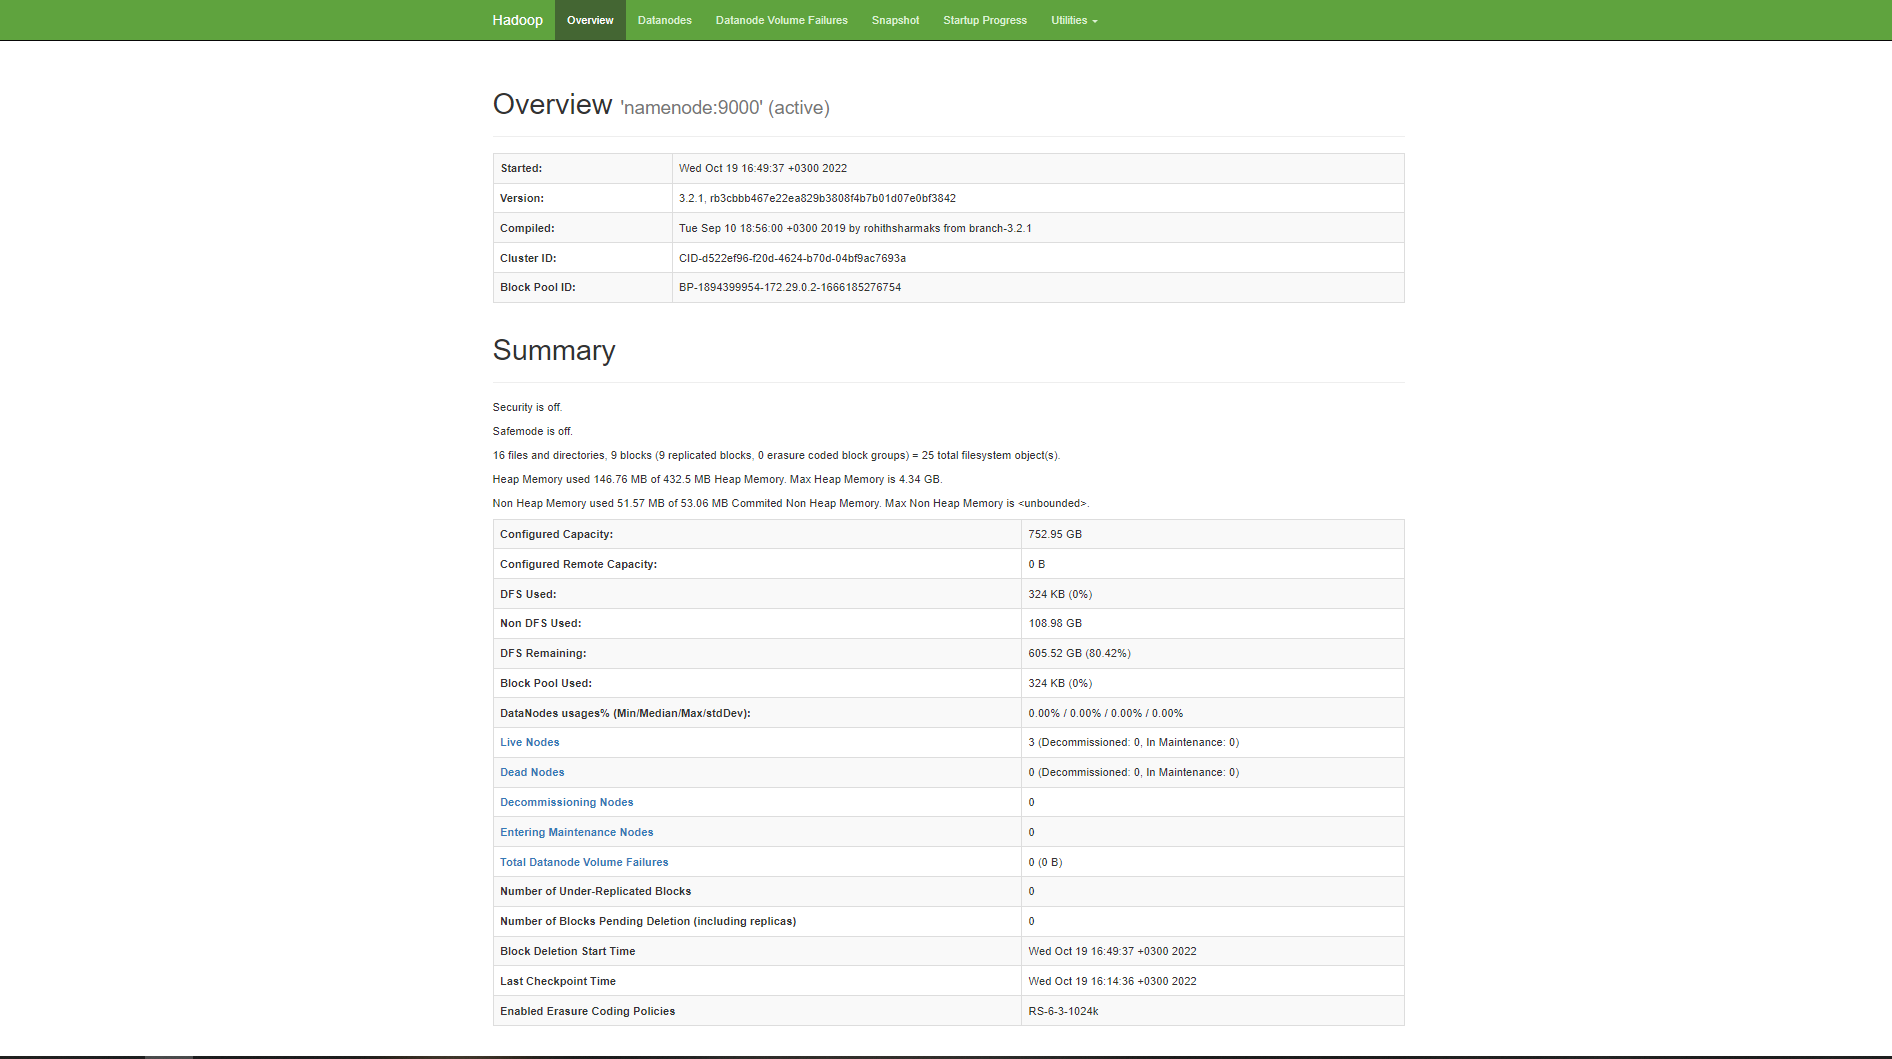 Hadoop Overview Datanodes Datanode Volume Failures Snapshot Startup Progress Utilities
Overview 'namenode:9000' (active)
Started: Wed Oct 19 16:49:37 +0300 2022
Version: 3.2.1, rb3cbbb467e22ea829b3808f4b7b01d07e0bf3842
Compiled: Tue Sep 10 18:56:00 +0300 2019 by rohithsharmaks from branch-3.2.1
Cluster ID: CID-d522ef96-f20d-4624-b70d-04bf9ac7693a
Block Pool ID: BP-1894399954-172.29.0.2-1666185276754
Summary
Security is off.
Safemode is off.
16 files and directories, 9 blocks (9 replicated blocks, 0 erasure coded block groups) = 25 total filesystem object(s).
Heap Memory used 146.76 MB of 432.5 MB Heap Memory. Max Heap Memory is 4.34 GB.
Non Heap Memory used 51.57 MB of 53.06 MB Commited Non Heap Memory. Max Non Heap Memory is <unbounded>.
Configured Capacity: 752.95 GB
Configured Remote Capacity: 0 B
DFS Used: 324 KB (0%)
Non DFS Used: 108.98 GB
DFS Remaining: 605.52 GB (80.42%)
Block Pool Used: 324 KB (0%)
DataNodes usages% (Min/Median/Max/stdDev): 0.00% / 0.00% / 0.00% / 0.00%
Live Nodes 3 (Decommissioned: 0, In Maintenance: 0)
Dead Nodes 0 (Decommissioned: 0, In Maintenance: 0)
Decommissioning Nodes 0
Entering Maintenance Nodes 0
Total Datanode Volume Failures 0 (0 B)
Number of Under-Replicated Blocks 0
Number of Blocks Pending Deletion (including replicas) 0
Block Deletion Start Time Wed Oct 19 16:49:37 +0300 2022
Last Checkpoint Time Wed Oct 19 16:14:36 +0300 2022
Enabled Erasure Coding Policies RS-6-3-1024k